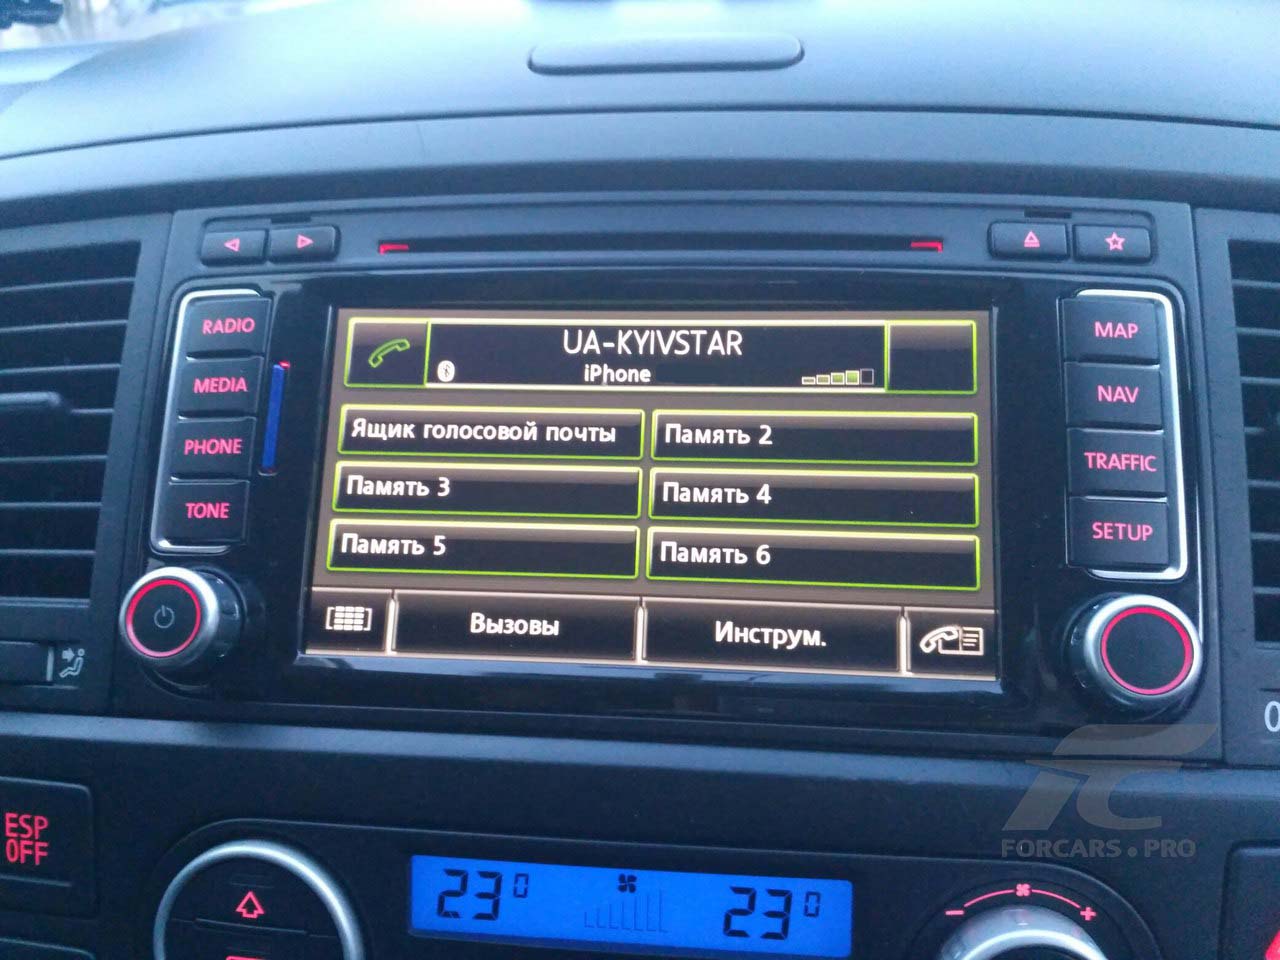 RADIO
MEDIA
PHONE
TONE
UA-KYIVSTAR
iPhone
Ящик голосовой почты
Память 2
Память 3
Память 4
Память 5
Память 6
Вызовы
Инструм.
MAP
NAV
TRAFFIC
SETUP
ESP
OFF
23°
23°
- +
0
FORCARS.PRO